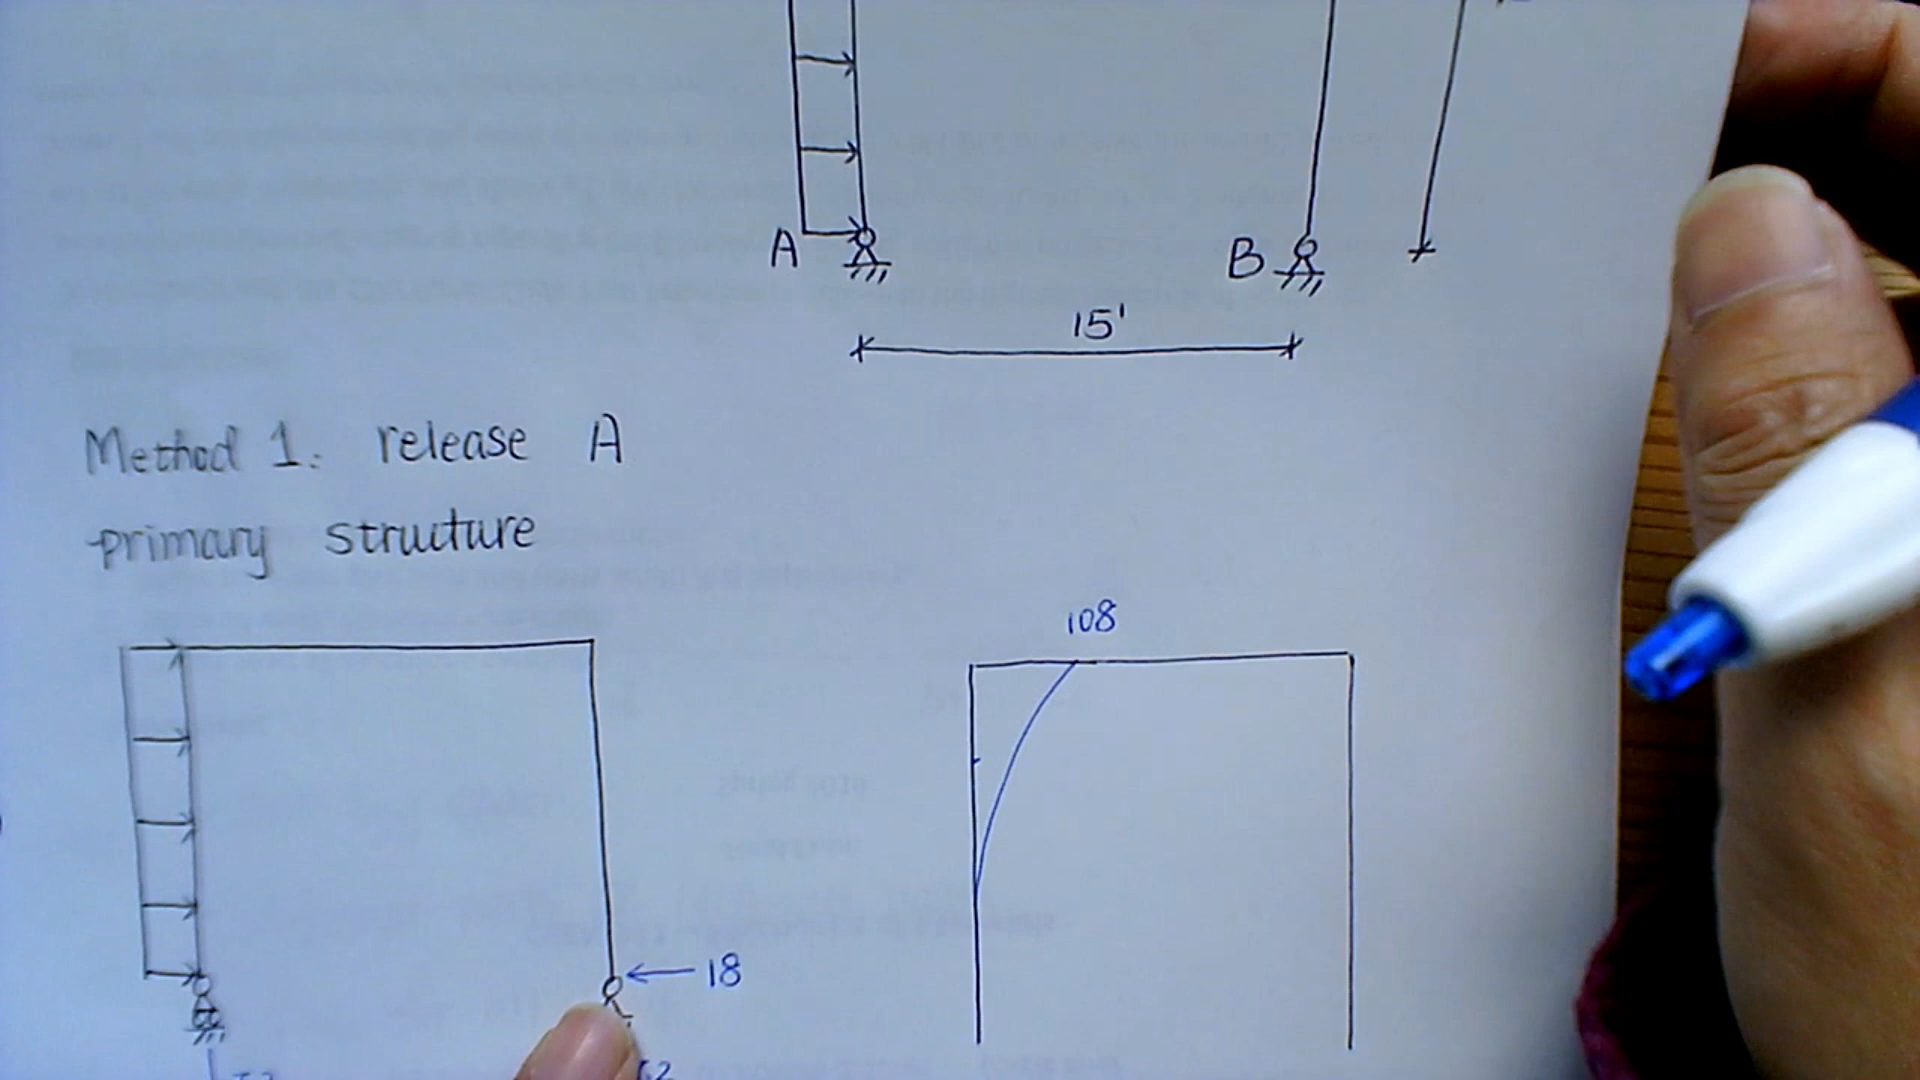 A
B
15'
Method 1. release A
primary structure
108
18